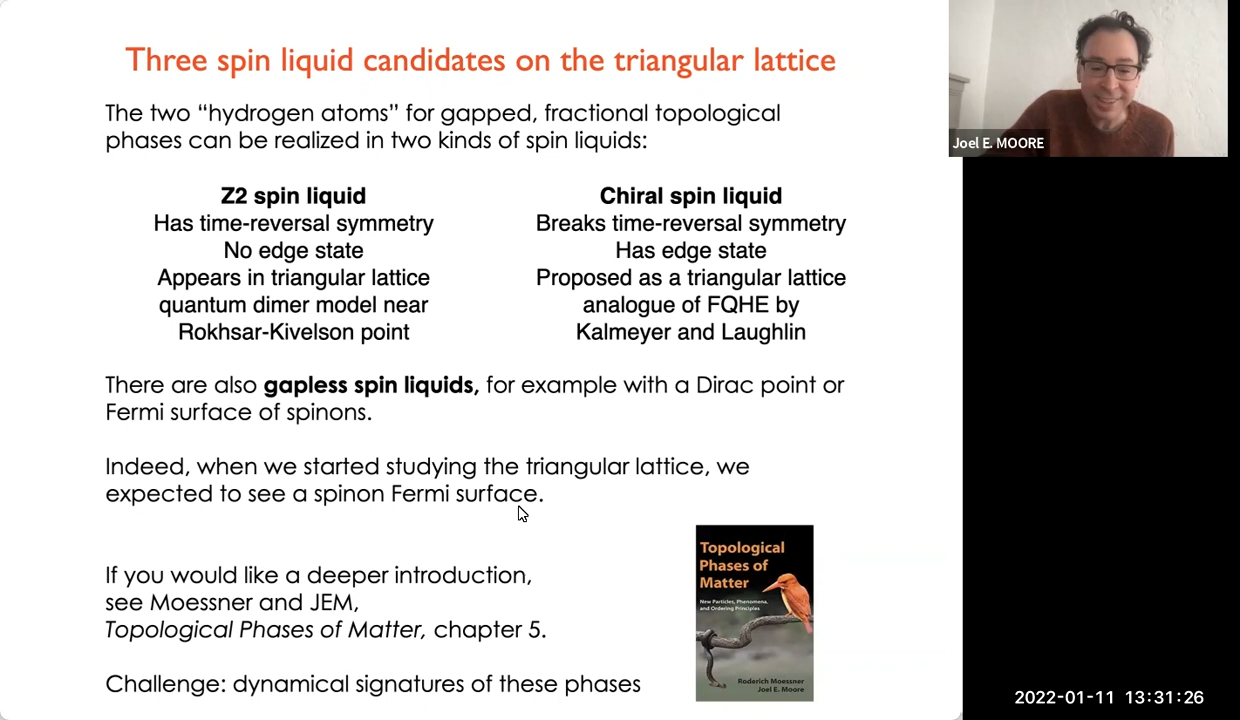 Three spin liquid candidates on the triangular lattice
The two “hydrogen atoms” for gapped, fractional topological
phases can be realized in two kinds of spin liquids:
Z2 spin liquid
Has time-reversal symmetry
No edge state
Appears in triangular lattice
quantum dimer model near
Rokhsar-Kivelson point
Chiral spin liquid
Breaks time-reversal symmetry
Has edge state
Proposed as a triangular lattice
analogue of FQHE by
Kalmeyer and Laughlin
There are also gapless spin liquids, for example with a Dirac point or
Fermi surface of spinons.
Indeed, when we started studying the triangular lattice, we
expected to see a spinon Fermi surface.
If you would like a deeper introduction,
see Moessner and JEM,
Topological Phases of Matter, chapter 5.
Challenge: dynamical signatures of these phases
Topological
Phases of
Matter
New Particles, Phenomena,
and Ordering Principles
Roderich Moessner
Joel E. Moore
Joel E. MOORE
2022-01-11 13:31:26